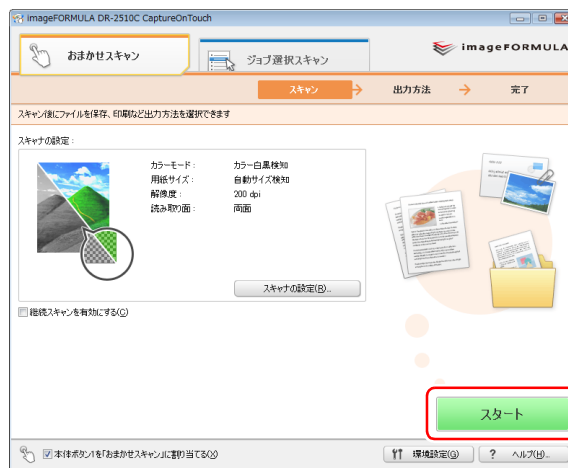 imageFORMULA DR-2510C CaptureOnTouch
おまかせスキャン
ジョブ選択スキャン
imageFORMULA
スキャン
出力方法
完了
スキャン後にファイルを保存、印刷など出力方法を選択できます
スキャナの設定：
カラーモード： カラー白黒検知
用紙サイズ： 自動サイズ検知
解像度： 200 dpi
読み取り面： 両面
スキャナの設定(R)...
継続スキャンを有効にする(C)
スタート
本体ボタン1を「おまかせスキャン」に割り当てる(X)
環境設定(Q)
? ヘルプ(H)..